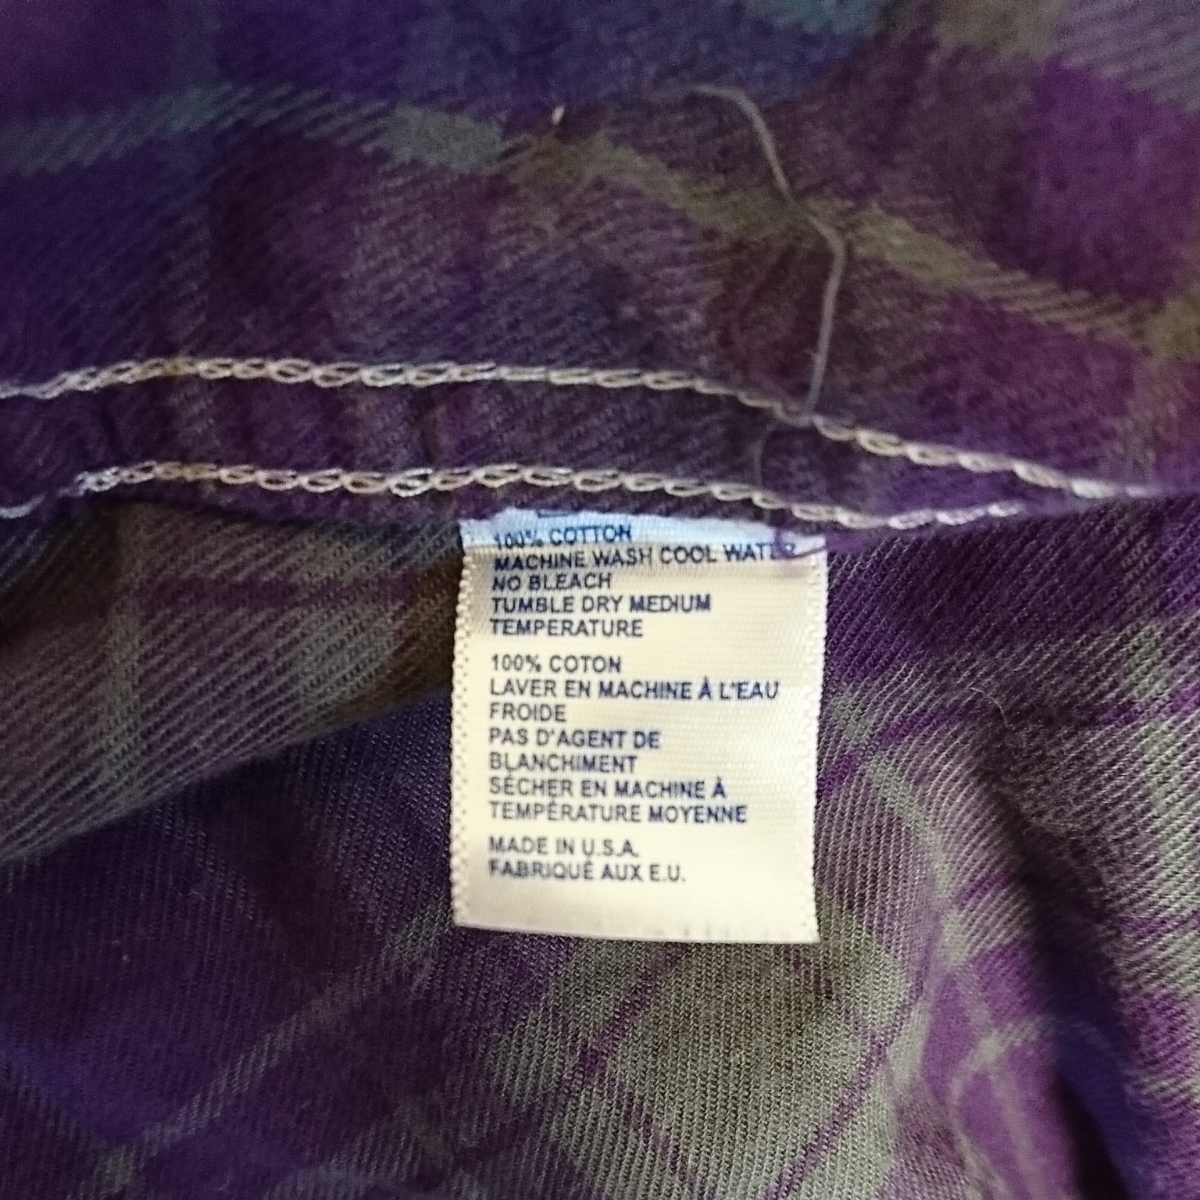 100% COTTON
MACHINE WASH COOL WATER
NO BLEACH
TUMBLE DRY MEDIUM
TEMPERATURE
100% COTON
LAVER EN MACHINE À L'EAU
FROIDE
PAS D'AGENT DE
BLANCHIMENT
SÉCHER EN MACHINE À
TEMPÉRATURE MOYENNE
MADE IN U.S.A.
FABRIQUÉ AUX E.U.